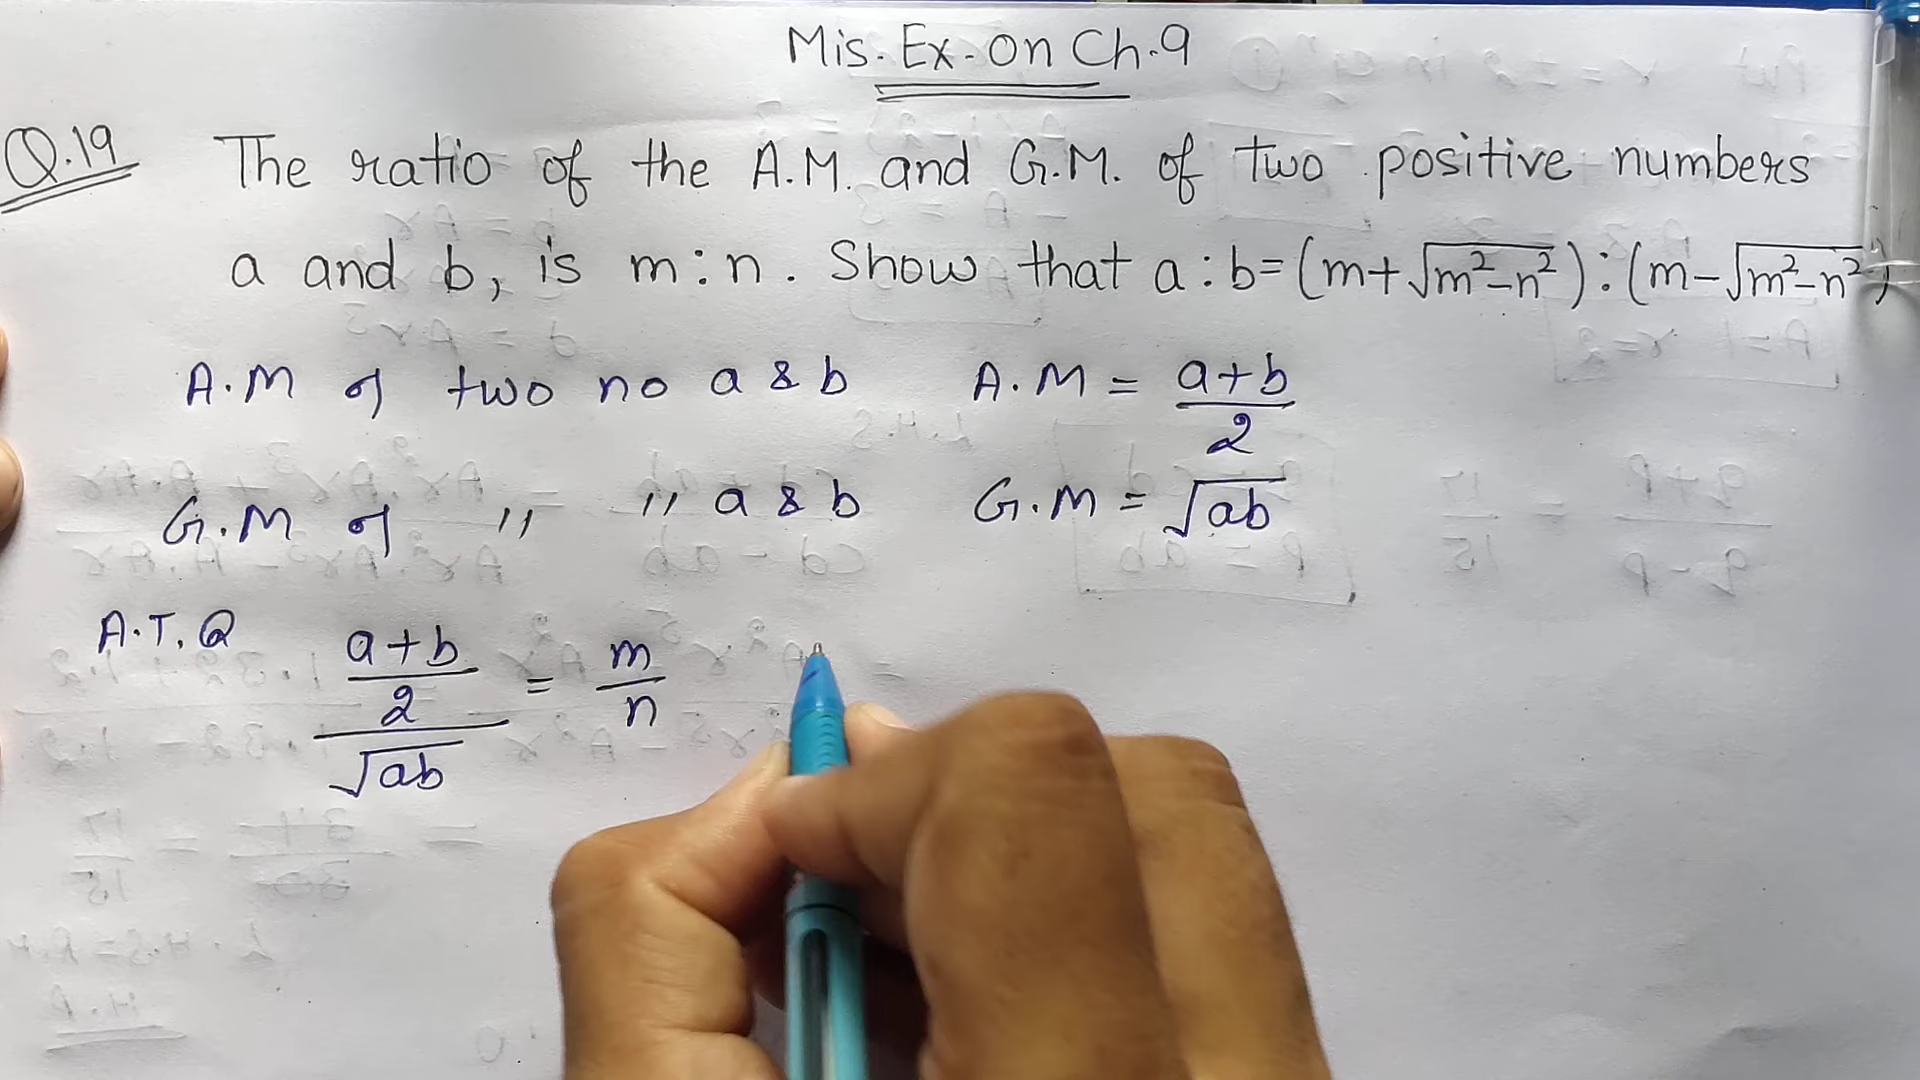 Mis. Ex. on Ch.9
Q.19 The ratio of the A.M. and G.M. of two positive numbers
a and b, is m:n. Show that a:b=(m+√m²-n²):(m-√m²-n²)
A.M of two no a & b A.M = a+b/2
G.M of " " a & b G.M = √ab
A.T.Q a+b/2/√ab = m/n